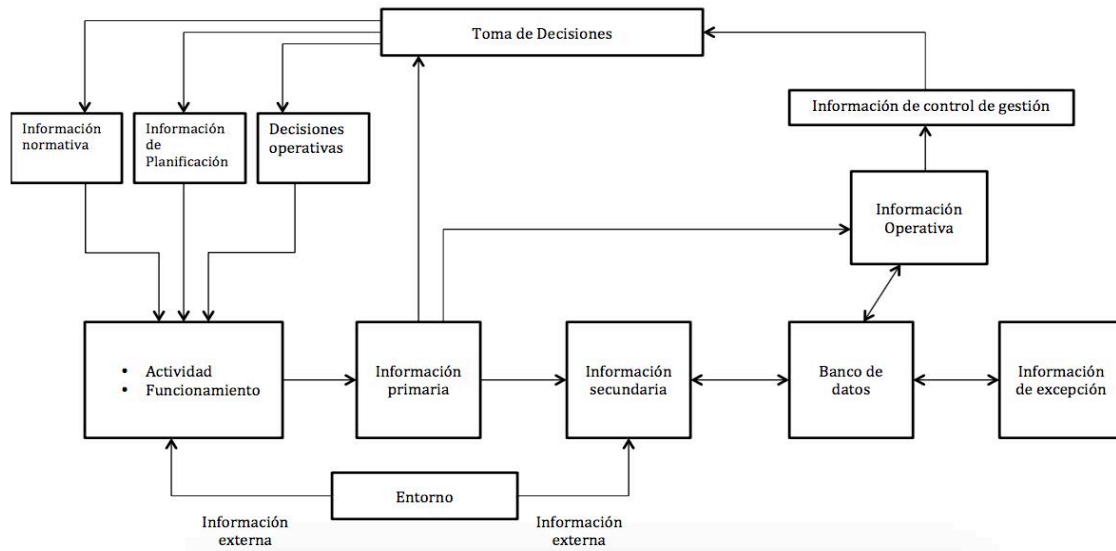 Toma de Decisiones
Información de control de gestión
Información
normativa
Información
de
Planificación
Decisiones
operativas
Información
Operativa
• Actividad
• Funcionamiento
Información
primaria
Información
secundaria
Banco de
datos
Información
de excepción
Entorno
Información
externa
Información
externa